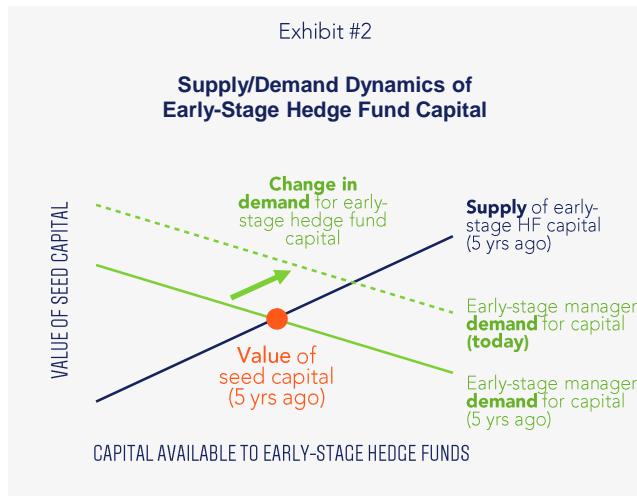 Exhibit #2
Supply/Demand Dynamics of
Early-Stage Hedge Fund Capital
VALUE OF SEED CAPITAL
Change in
demand for early-
stage hedge fund
capital
Supply of early-
stage HF capital
(5 yrs ago)
Early-stage manager
demand for capital
(today)
Value of
seed capital
(5 yrs ago)
Early-stage manager
demand for capital
(5 yrs ago)
CAPITAL AVAILABLE TO EARLY-STAGE HEDGE FUNDS